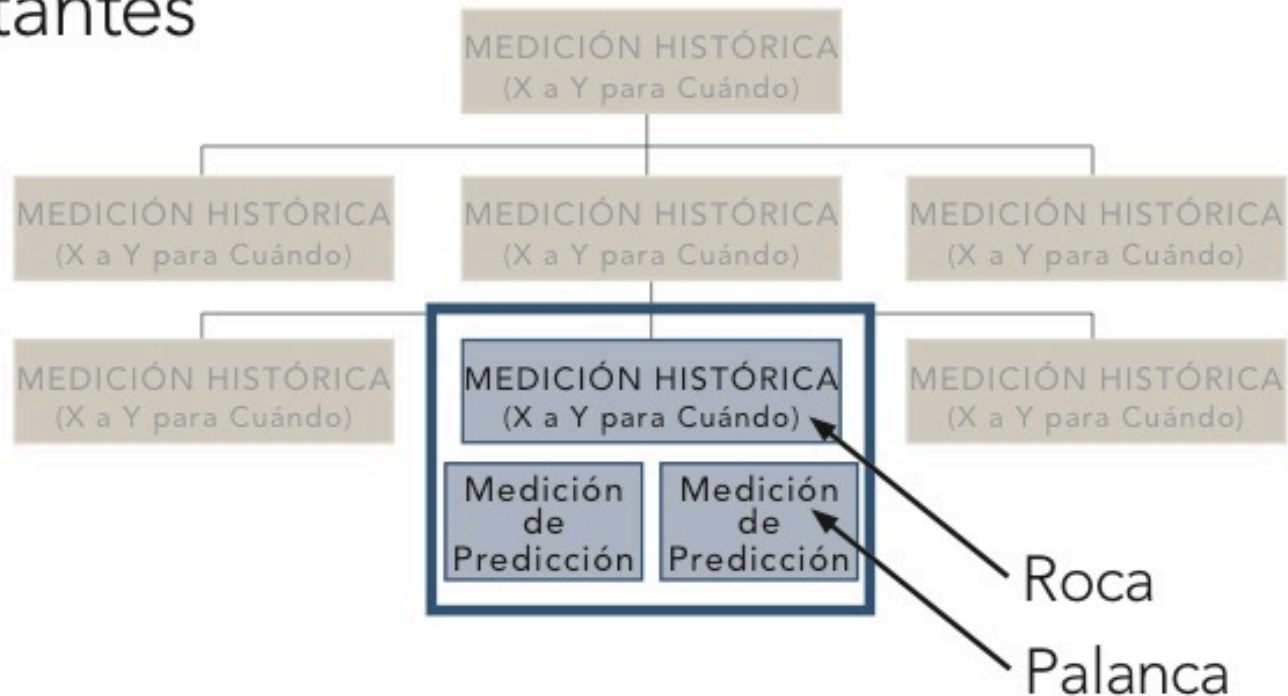 tantes
MEDICIÓN HISTÓRICA
(X a Y para Cuándo)
MEDICIÓN HISTÓRICA
(X a Y para Cuándo)
MEDICIÓN HISTÓRICA
(X a Y para Cuándo)
MEDICIÓN HISTÓRICA
(X a Y para Cuándo)
MEDICIÓN HISTÓRICA
(X a Y para Cuándo)
MEDICIÓN HISTÓRICA
(X a Y para Cuándo)
MEDICIÓN HISTÓRICA
(X a Y para Cuándo)
Medición
de
Predicción
Medición
de
Predicción
Roca
Palanca